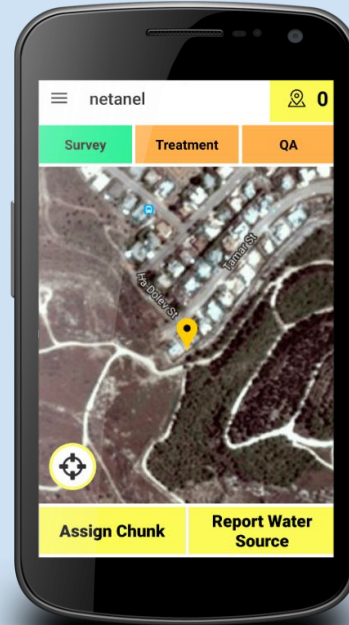 netanel
0
Survey
Treatment
QA
Tamar St
Ha-Dolev St
Assign Chunk
Report Water
Source